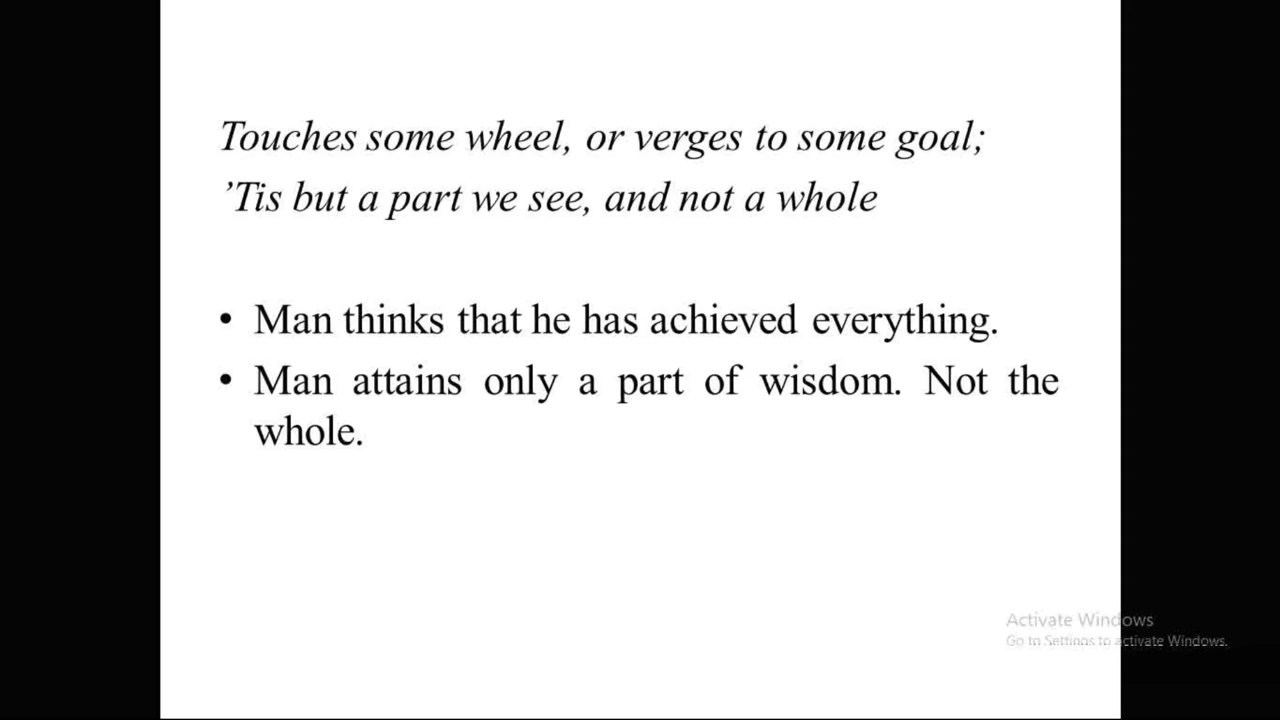 Touches some wheel, or verges to some goal;
’Tis but a part we see, and not a whole
• Man thinks that he has achieved everything.
• Man attains only a part of wisdom. Not the
whole.
Activate Windows
Go to Settings to activate Windows.